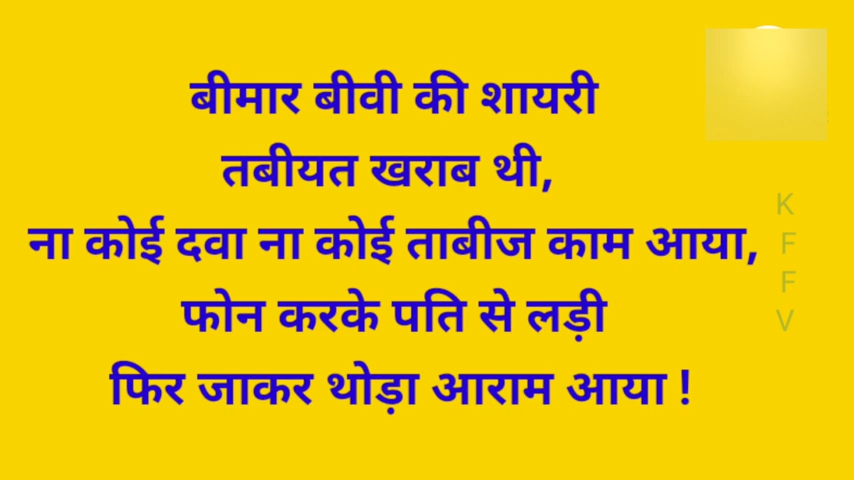 बीमार बीवी की शायरी
तबीयत खराब थी,
ना कोई दवा ना कोई ताबीज काम आया,
फोन करके पति से लड़ी
फिर जाकर थोड़ा आराम आया !
K
F
F
V